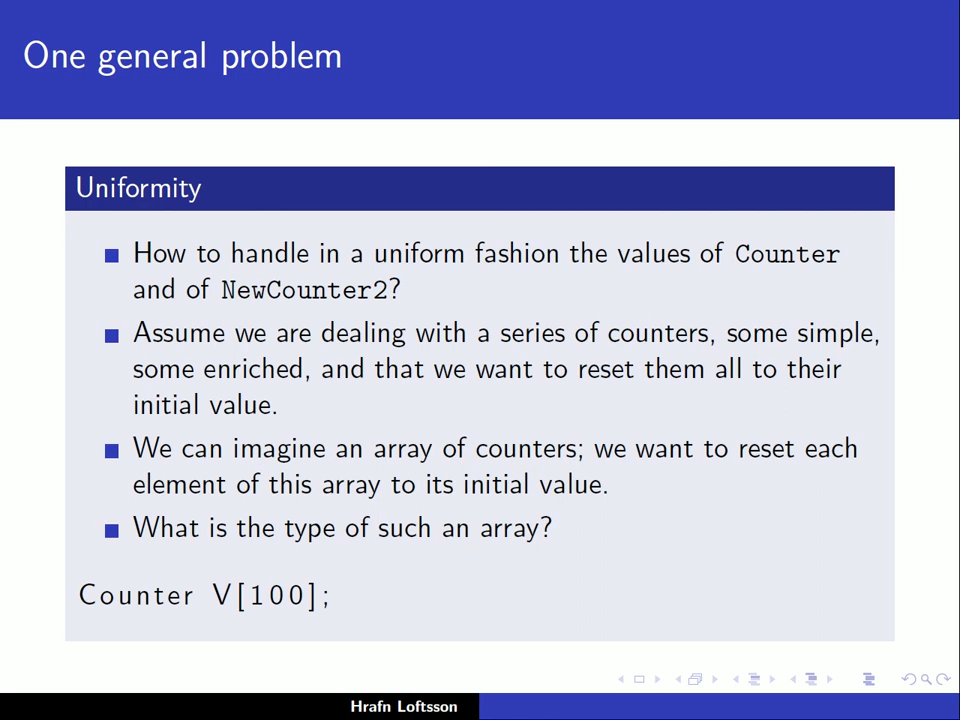 One general problem
Uniformity
How to handle in a uniform fashion the values of Counter
and of NewCounter2?
Assume we are dealing with a series of counters, some simple,
some enriched, and that we want to reset them all to their
initial value.
We can imagine an array of counters; we want to reset each
element of this array to its initial value.
What is the type of such an array?
Counter V[100];
Hrafn Loftsson